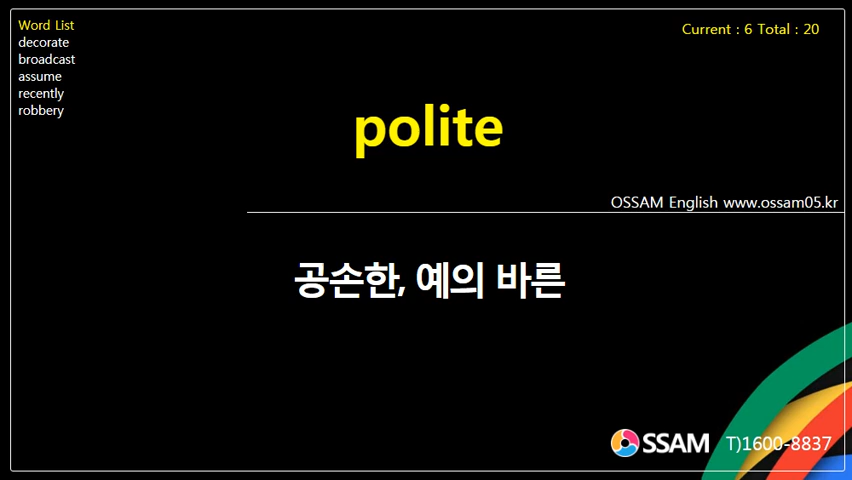 Word List
decorate
broadcast
assume
recently
robbery
Current : 6 Total : 20
polite
OSSAM English www.ossam05.kr
공손한, 예의 바른
OSSAM T)1600-8837